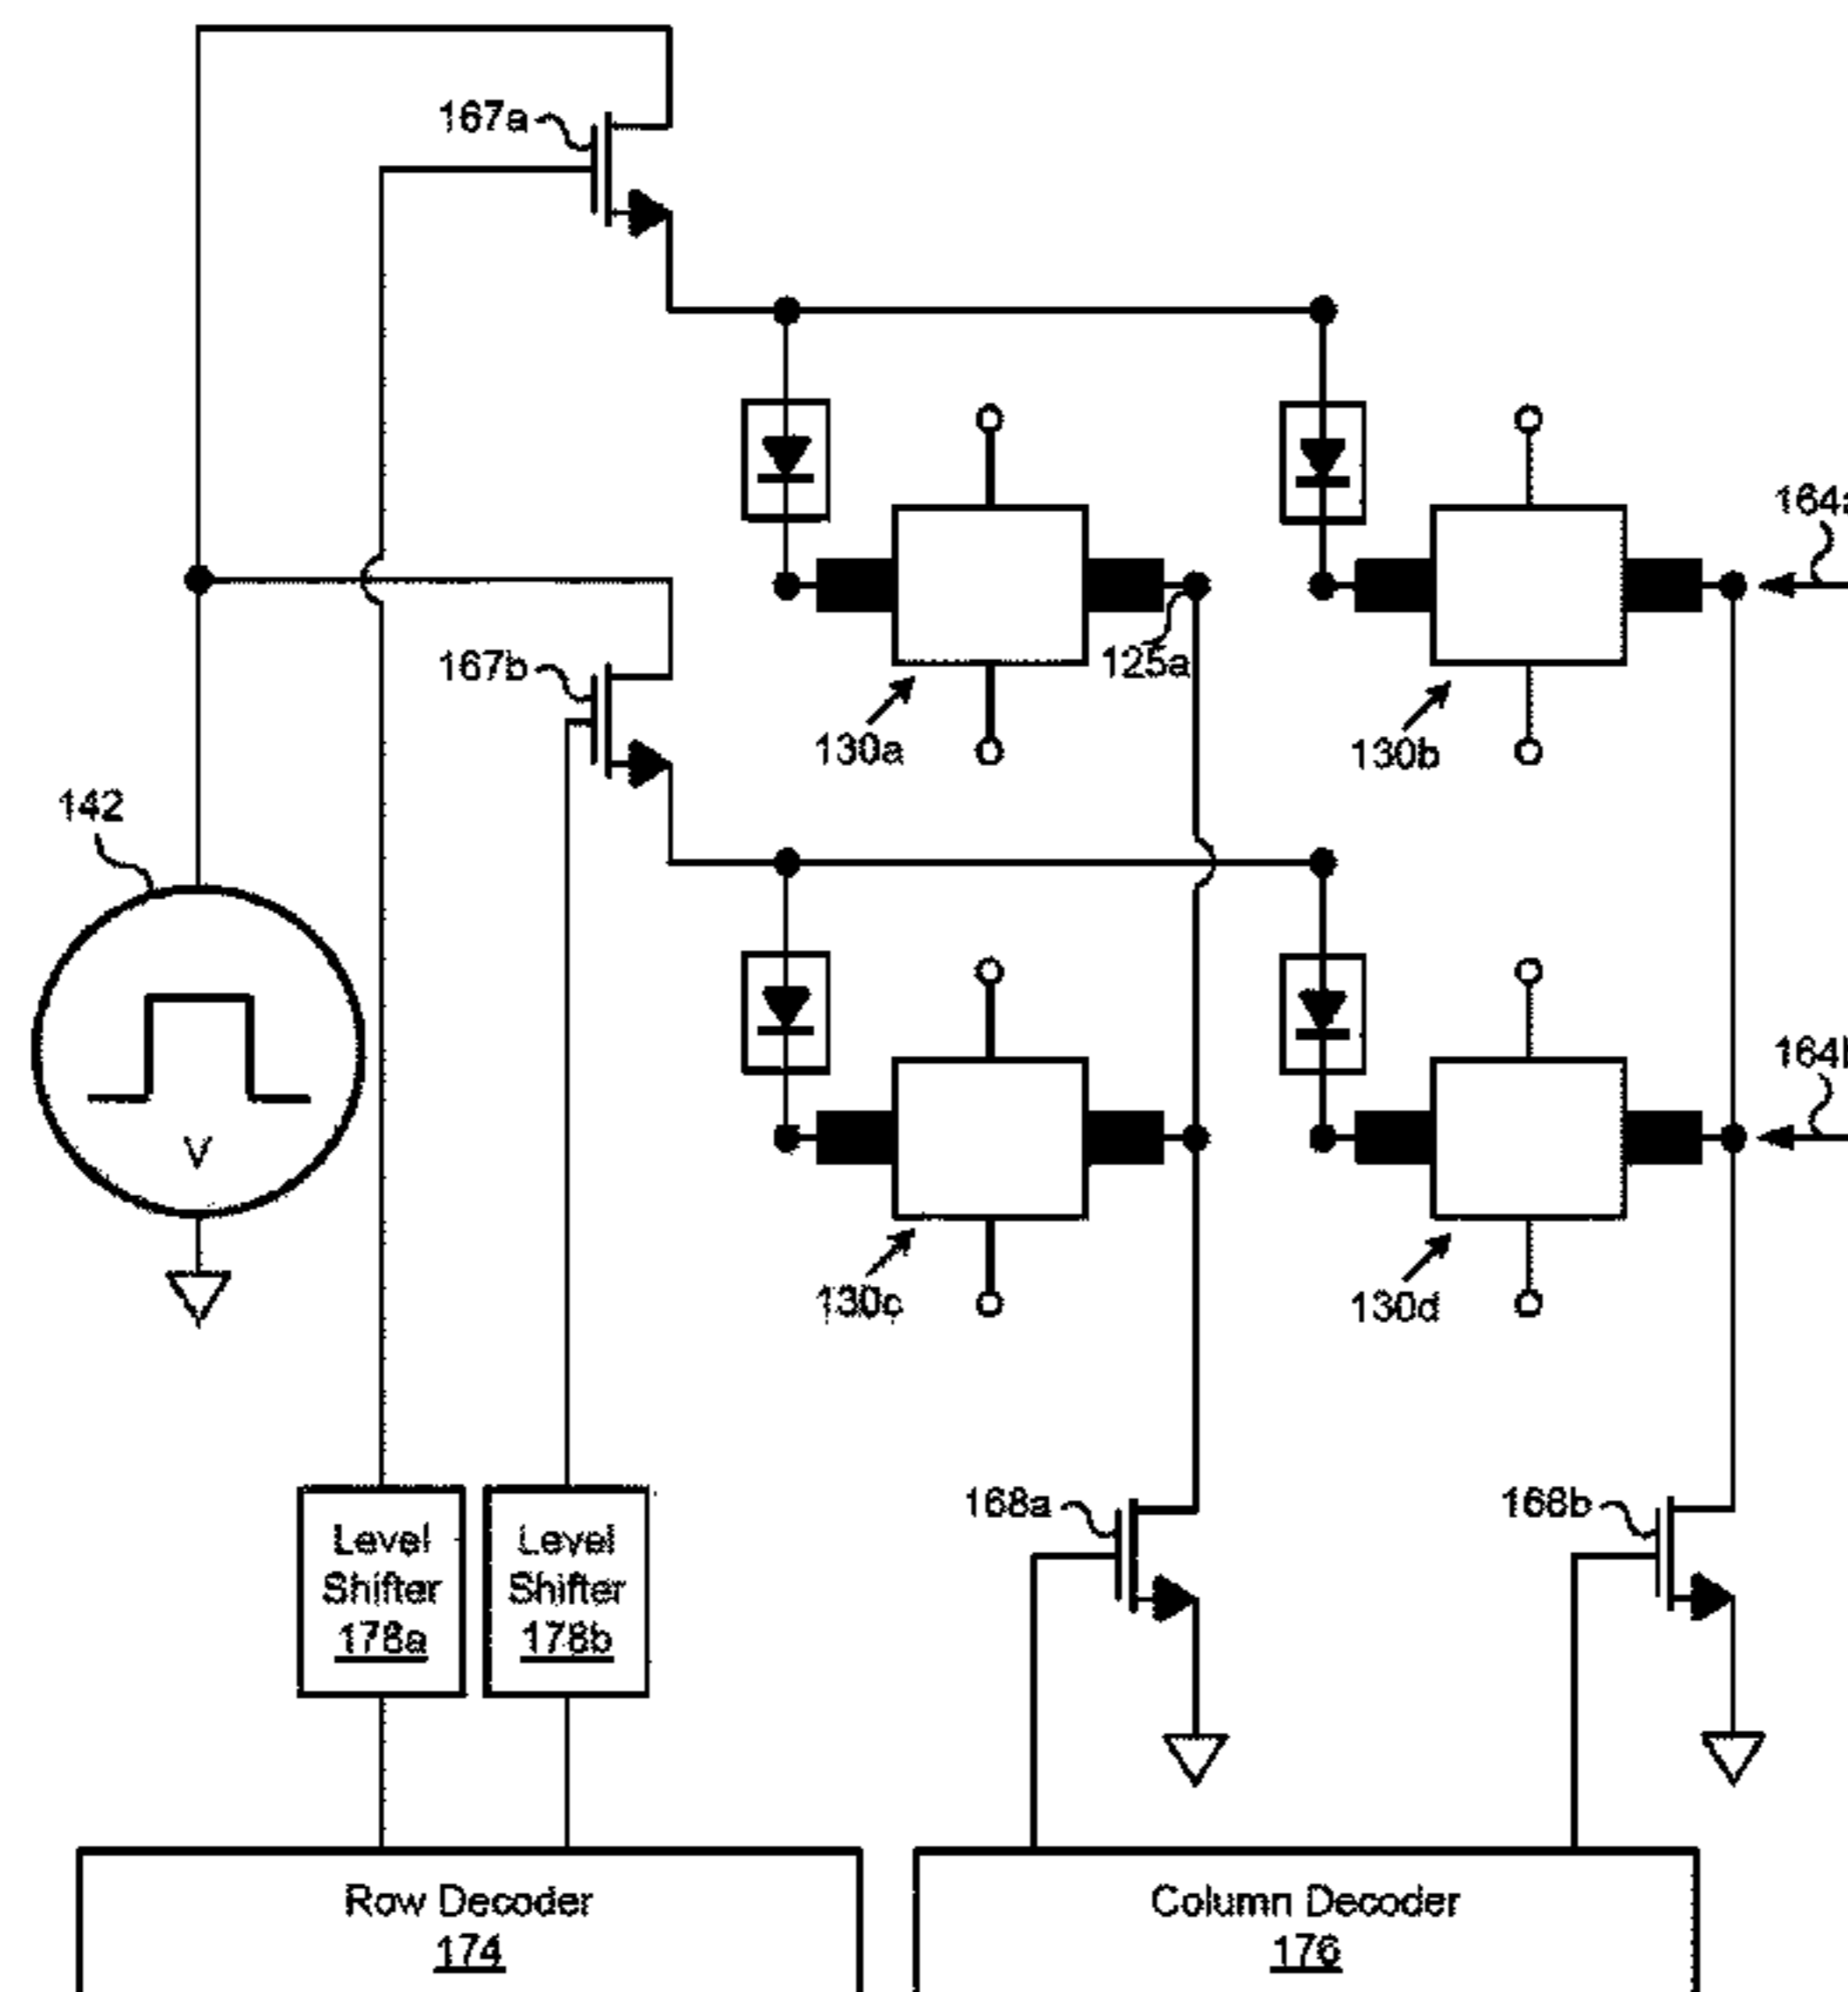 167a
164a
125a
167b
130a
130b
142
164
V
130c
130d
168a
168b
Level
Shifter
178a
Level
Shifter
178b
Row Decoder
174
Column Decoder
176